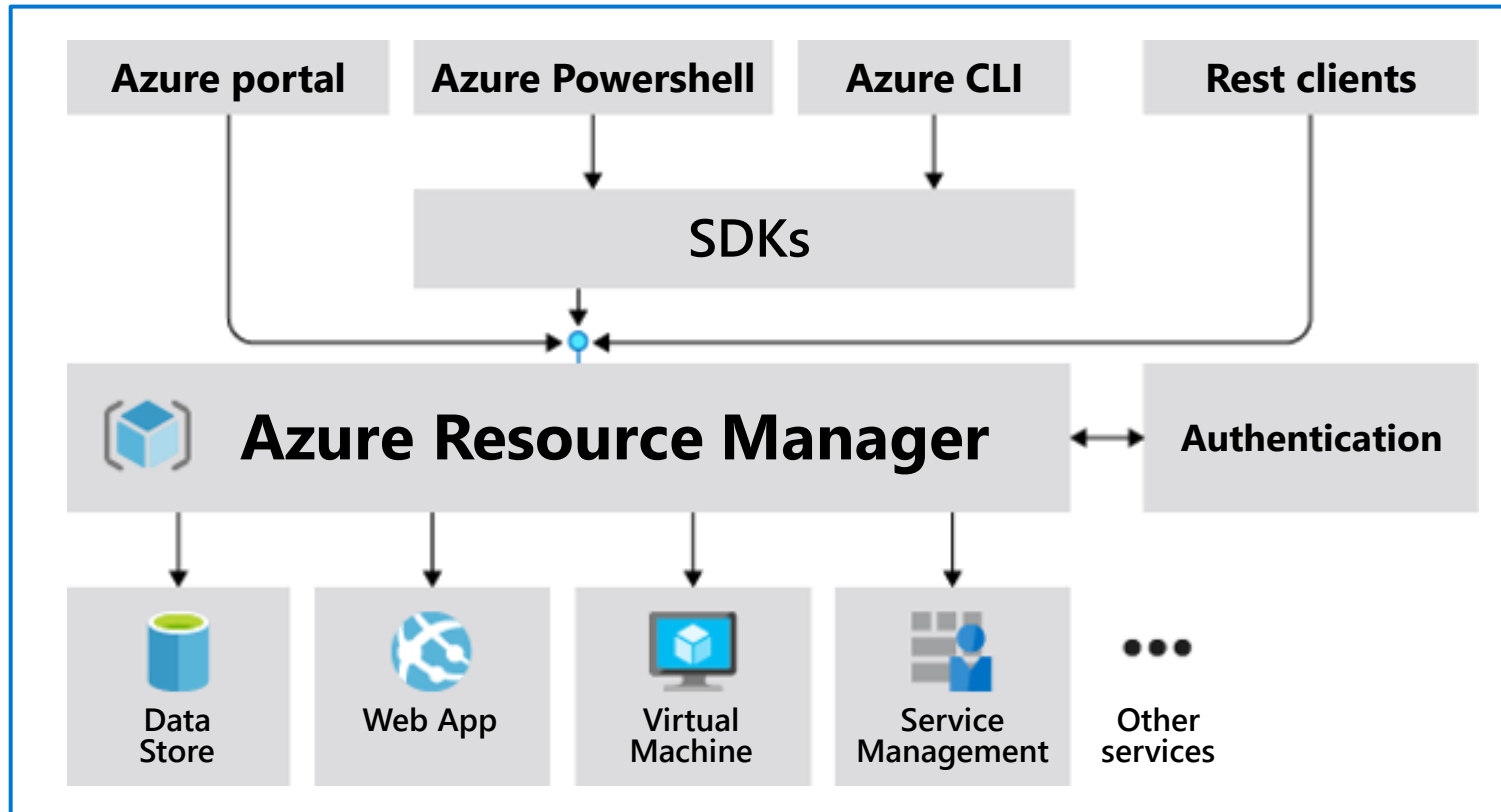 Azure portal
Azure Powershell
Azure CLI
Rest clients
SDKs
Azure Resource Manager
Authentication
Data
Store
Web App
Virtual
Machine
Service
Management
Other
services